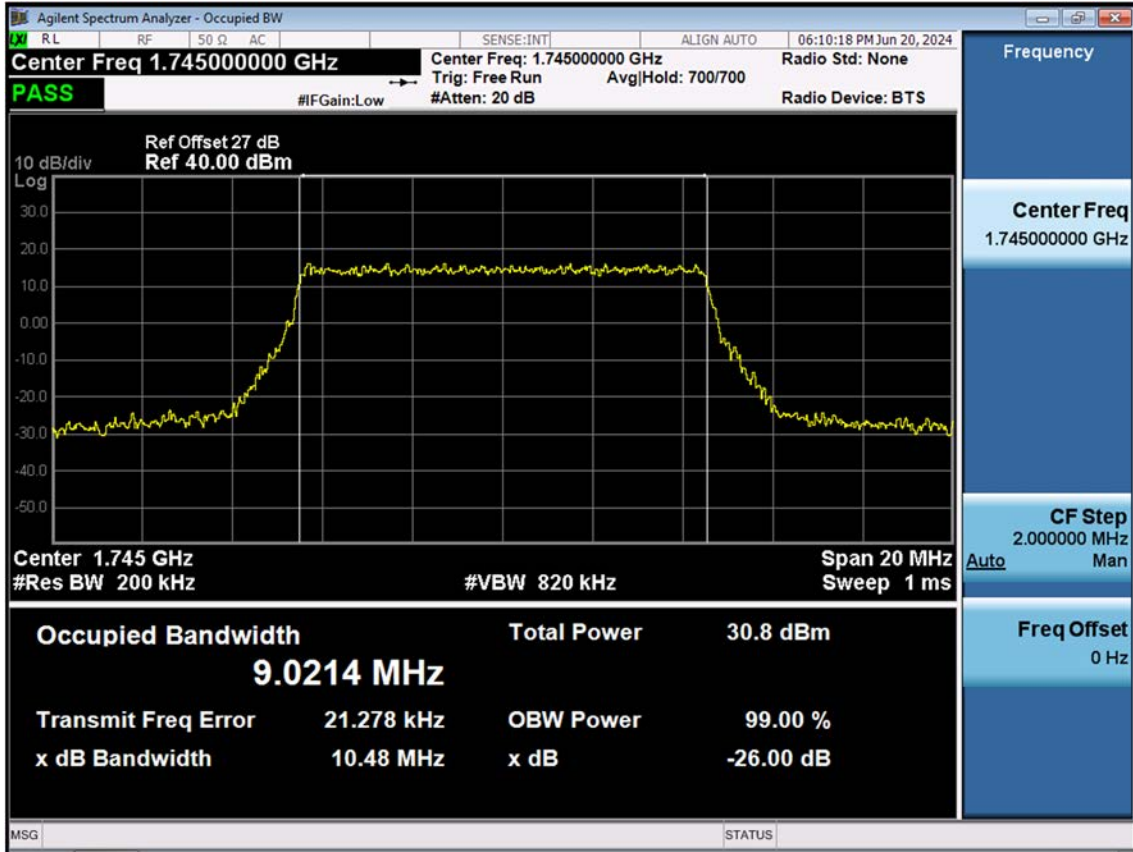 Agilent Spectrum Analyzer - Occupied BW
LXI RL RF 50 Ω AC SENSE:INT ALIGN AUTO 06:10:18 PM Jun 20, 2024
Center Freq 1.745000000 GHz
Center Freq: 1.745000000 GHz Radio Std: None
Trig: Free Run Avg|Hold: 700/700
PASS
#IFGain:Low #Atten: 20 dB Radio Device: BTS
Ref Offset 27 dB
10 dB/div Ref 40.00 dBm
Log
30.0
20.0
10.0
0.00
-10.0
-20.0
-30.0
-40.0
-50.0
Center 1.745 GHz Span 20 MHz
#Res BW 200 kHz #VBW 820 kHz Sweep 1 ms
Occupied Bandwidth Total Power 30.8 dBm
9.0214 MHz
Transmit Freq Error 21.278 kHz OBW Power 99.00 %
x dB Bandwidth 10.48 MHz x dB -26.00 dB
MSG STATUS
Frequency
Center Freq
1.745000000 GHz
CF Step
2.000000 MHz
Auto Man
Freq Offset
0 Hz